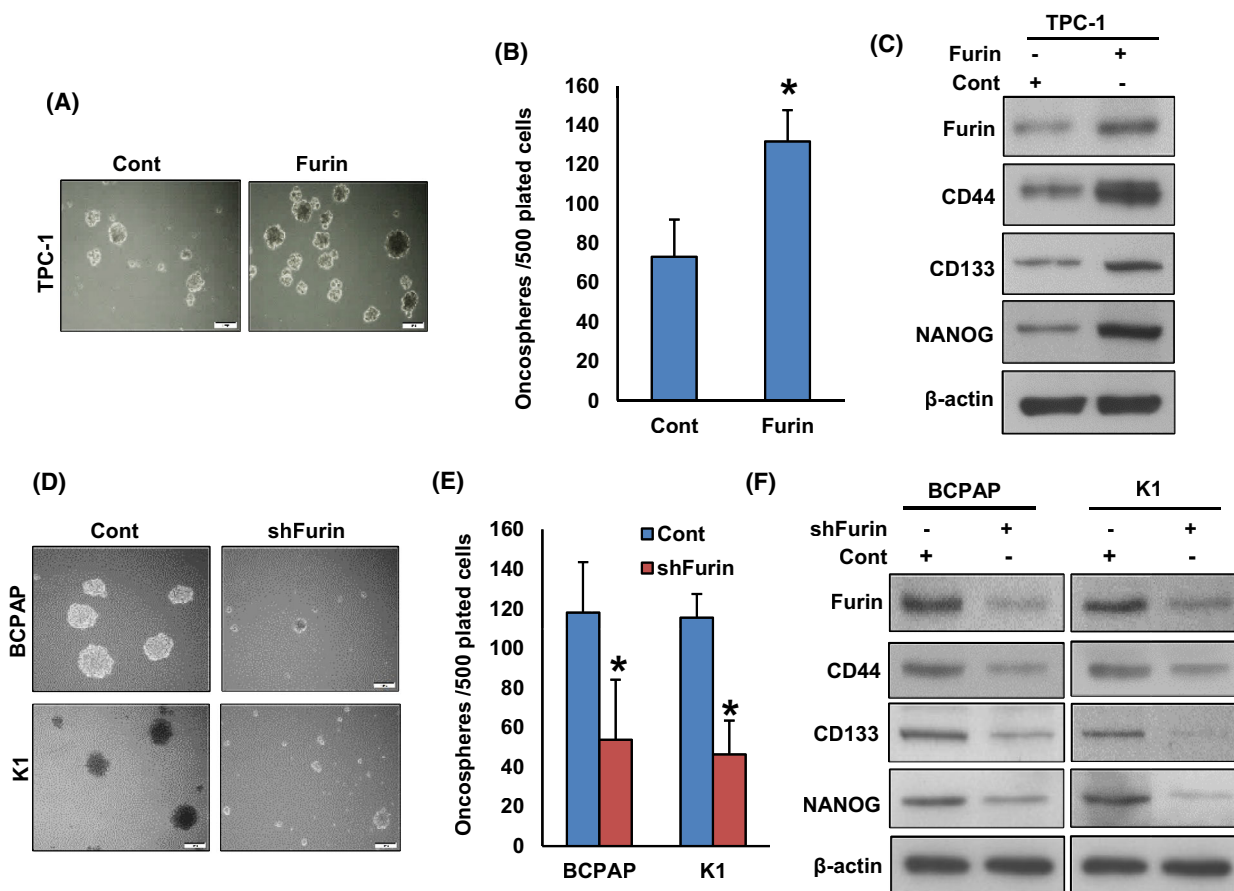 (A)
Cont Furin
TPC-1
(B)
Oncospheres /500 plated cells
160
140
120
100
80
60
40
20
0
*
Cont Furin
(C)
TPC-1
Furin - +
Cont + -
Furin
CD44
CD133
NANOG
β-actin
(D)
Cont shFurin
BCPAP
K1
(E)
Oncospheres /500 plated cells
160
140
120
100
80
60
40
20
0
Cont
shFurin
* *
BCPAP K1
(F)
BCPAP K1
shFurin - + - +
Cont + - + -
Furin
CD44
CD133
NANOG
β-actin